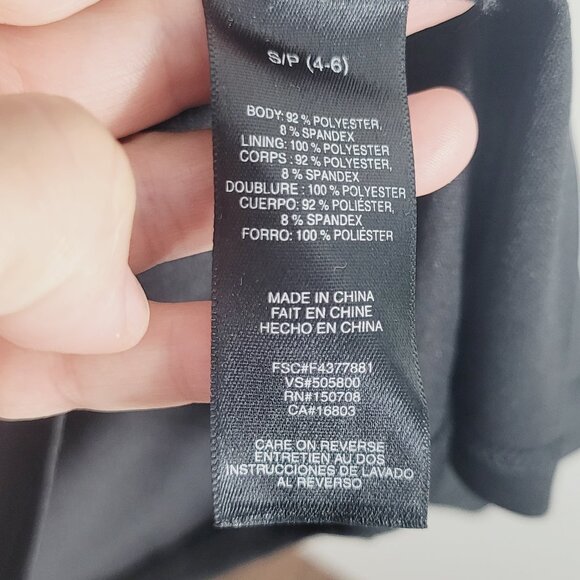 S/P (4-6)
BODY: 92 % POLYESTER,
8 % SPANDEX
LINING: 100 % POLYESTER
CORPS : 92 % POLYESTER,
8 % SPANDEX
DOUBLURE : 100 % POLYESTER
CUERPO: 92 % POLIÉSTER,
8 % SPANDEX
FORRO: 100 % POLIÉSTER
MADE IN CHINA
FAIT EN CHINE
HECHO EN CHINA
FSC#F4377881
VS#505800
RN#150708
CA#16803
CARE ON REVERSE
ENTRETIEN AU DOS
INSTRUCCIONES DE LAVADO
AL REVERSO